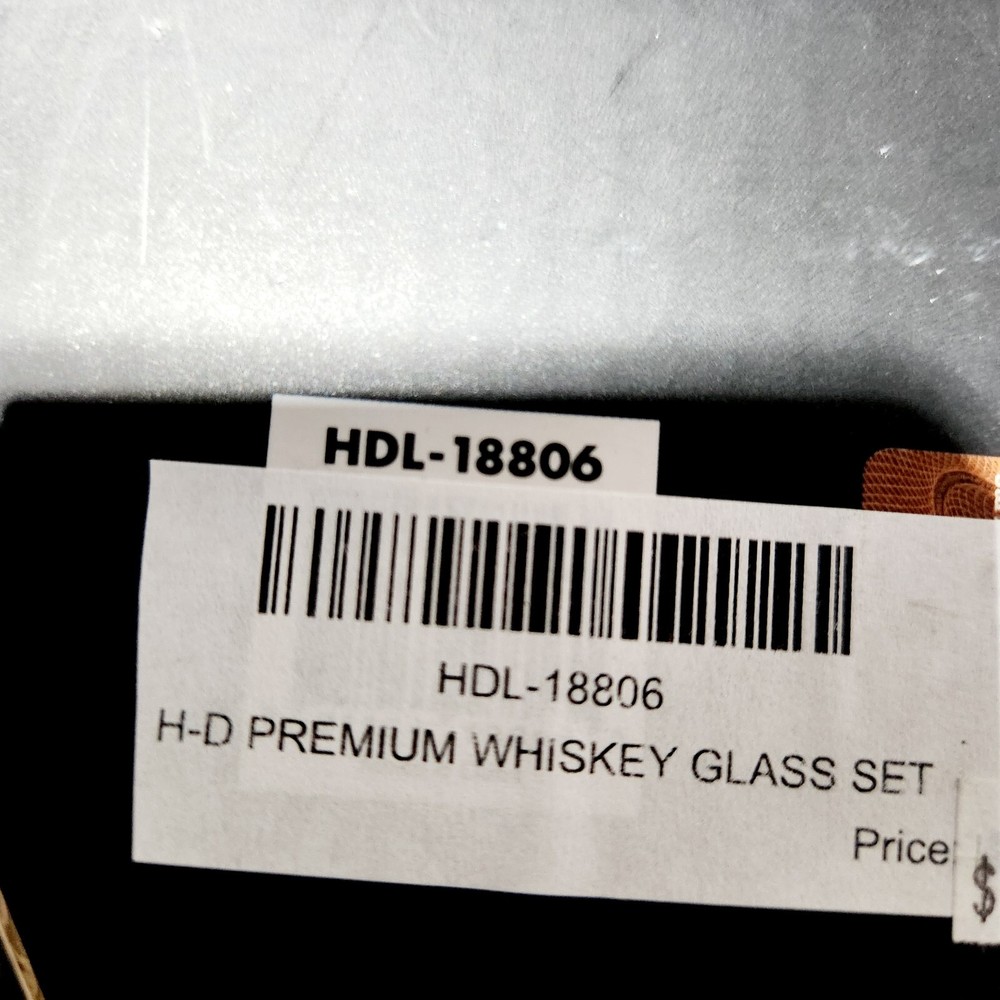 HDL-18806
HDL-18806
H-D PREMIUM WHISKEY GLASS SET
Price
$